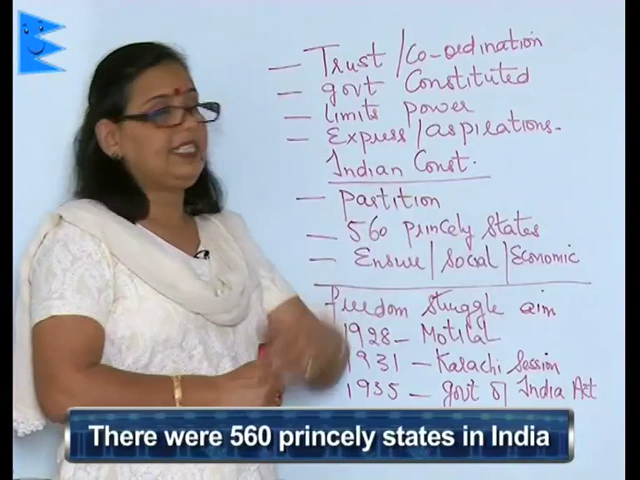 – Trust / Co-ordination
– govt Constituted
– limits power
– Express / aspirations.
Indian Const.
– Partition
– 560 princely States
– Ensure / Social / Economic
freedom struggle aim
1928 – Motilal
1931 – Karachi Session
1935 – govt of India Act
There were 560 princely states in India